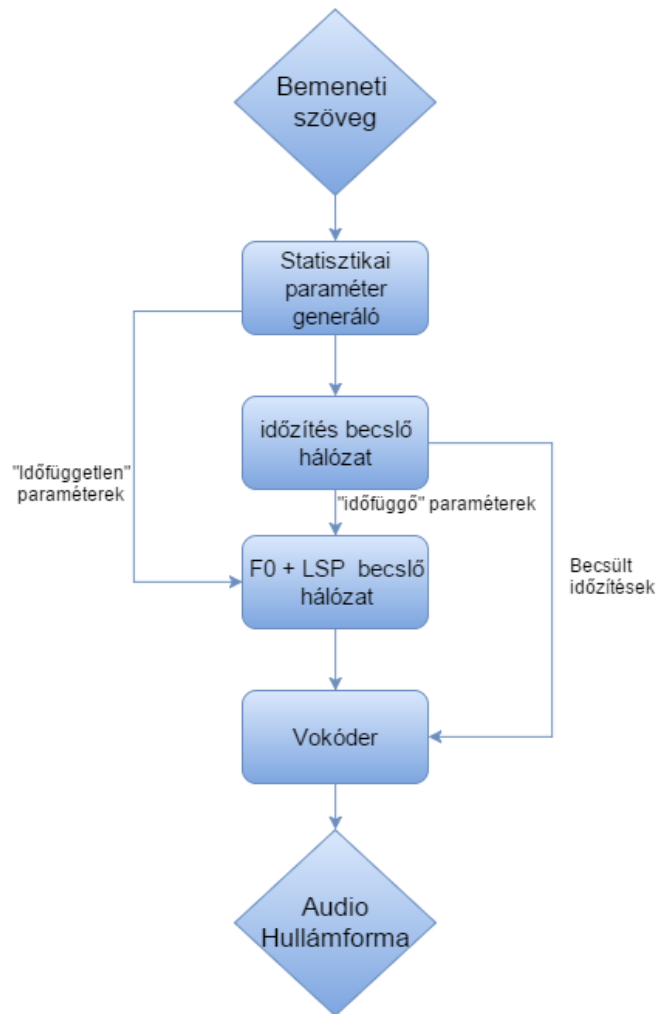 Bemeneti
szöveg
Statisztikai
paraméter
generáló
időzítés becslő
hálózat
"Időfüggetlen"
paraméterek
"időfüggő" paraméterek
F0 + LSP becslő
hálózat
Becsült
időzítések
Vokóder
Audio
Hullámforma